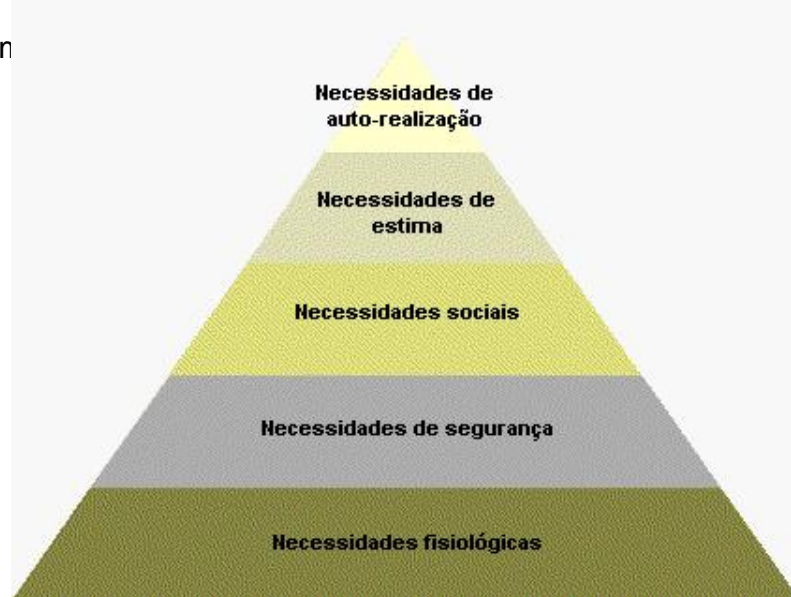 n
Necessidades de
auto-realização
Necessidades de
estima
Necessidades sociais
Necessidades de segurança
Necessidades fisiológicas